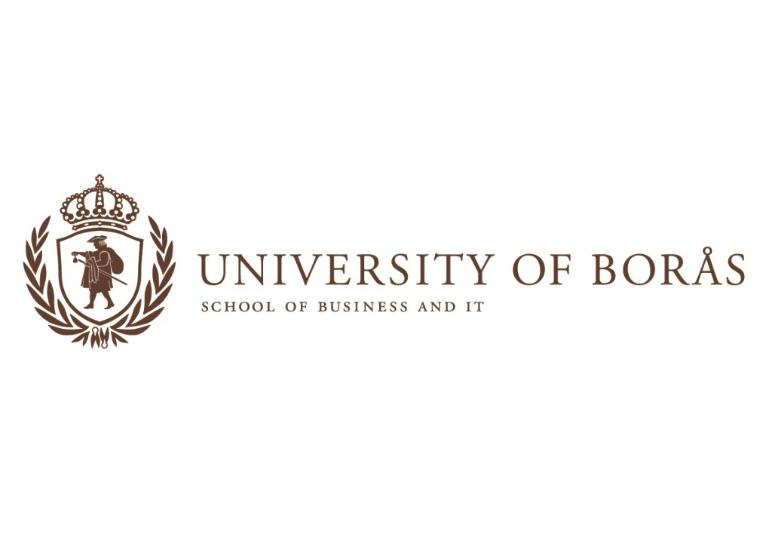 UNIVERSITY OF BORÅS
SCHOOL OF BUSINESS AND IT